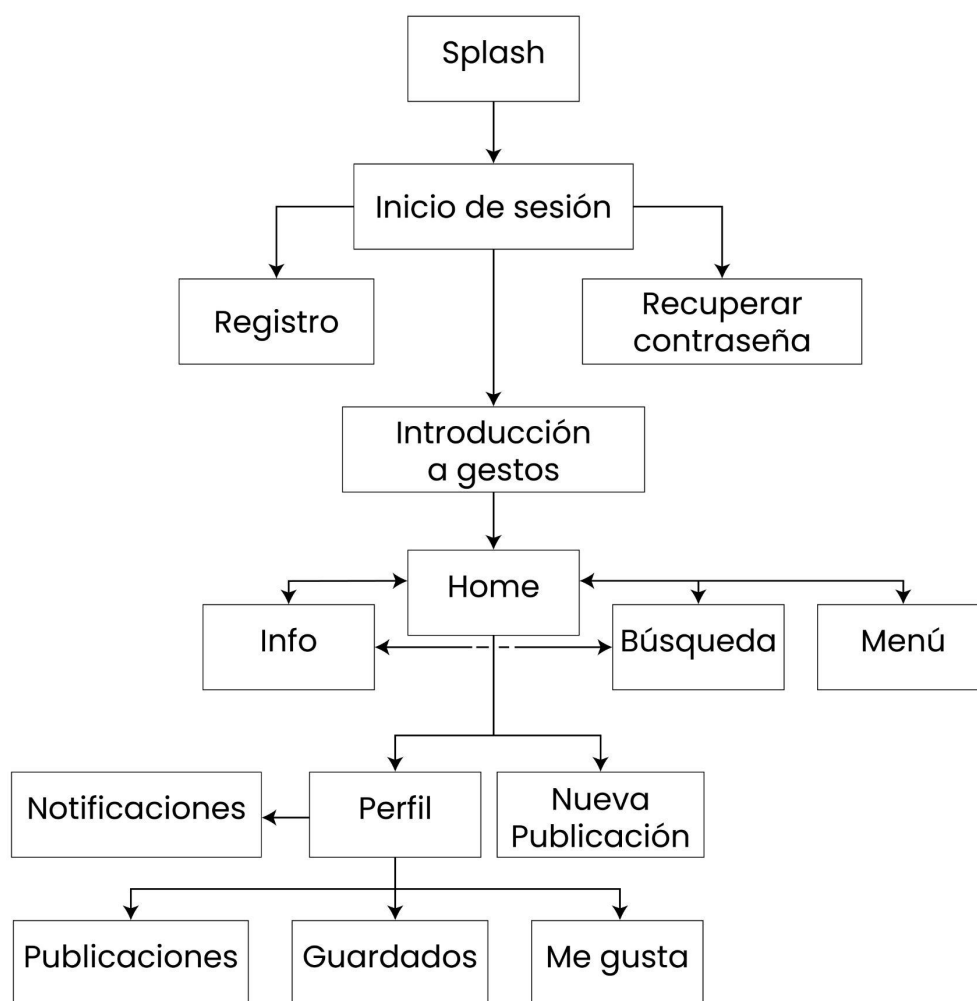 Splash
Inicio de sesión
Registro
Recuperar
contraseña
Introducción
a gestos
Home
Info
Búsqueda
Menú
Notificaciones
Perfil
Nueva
Publicación
Publicaciones
Guardados
Me gusta